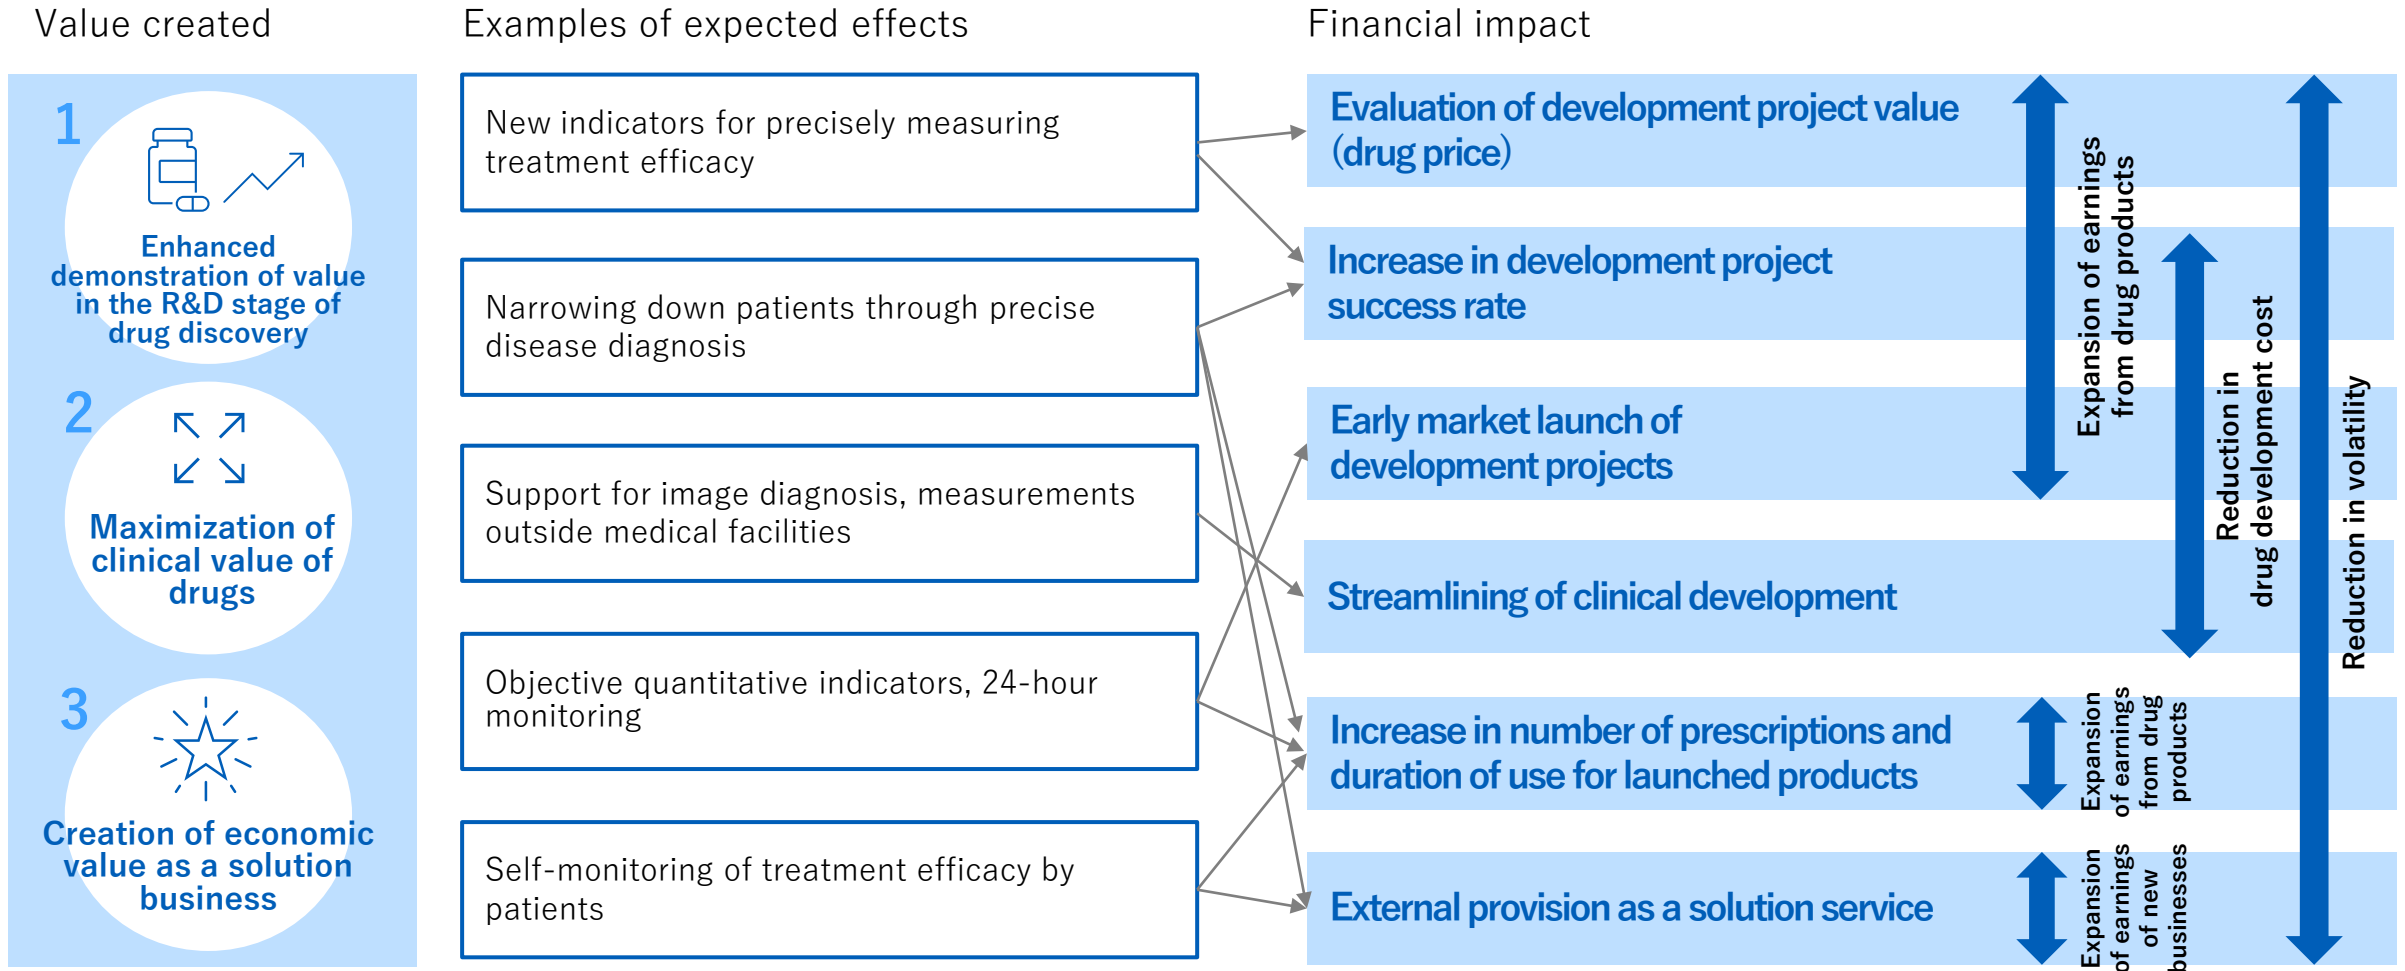 Value created
Examples of expected effects
Financial impact
1
Enhanced
demonstration of value
in the R&D stage of
drug discovery
2
Maximization of
clinical value of
drugs
3
Creation of economic
value as a solution
business
New indicators for precisely measuring
treatment efficacy
Narrowing down patients through precise
disease diagnosis
Support for image diagnosis, measurements
outside medical facilities
Objective quantitative indicators, 24-hour
monitoring
Self-monitoring of treatment efficacy by
patients
Evaluation of development project value
(drug price)
Increase in development project
success rate
Early market launch of
development projects
Streamlining of clinical development
Increase in number of prescriptions and
duration of use for launched products
External provision as a solution service
Expansion of earnings
from drug products
Reduction in
drug development cost
Reduction in volatility
Expansion
of earnings
from drug
products
Expansion
of earnings
of new
businesses